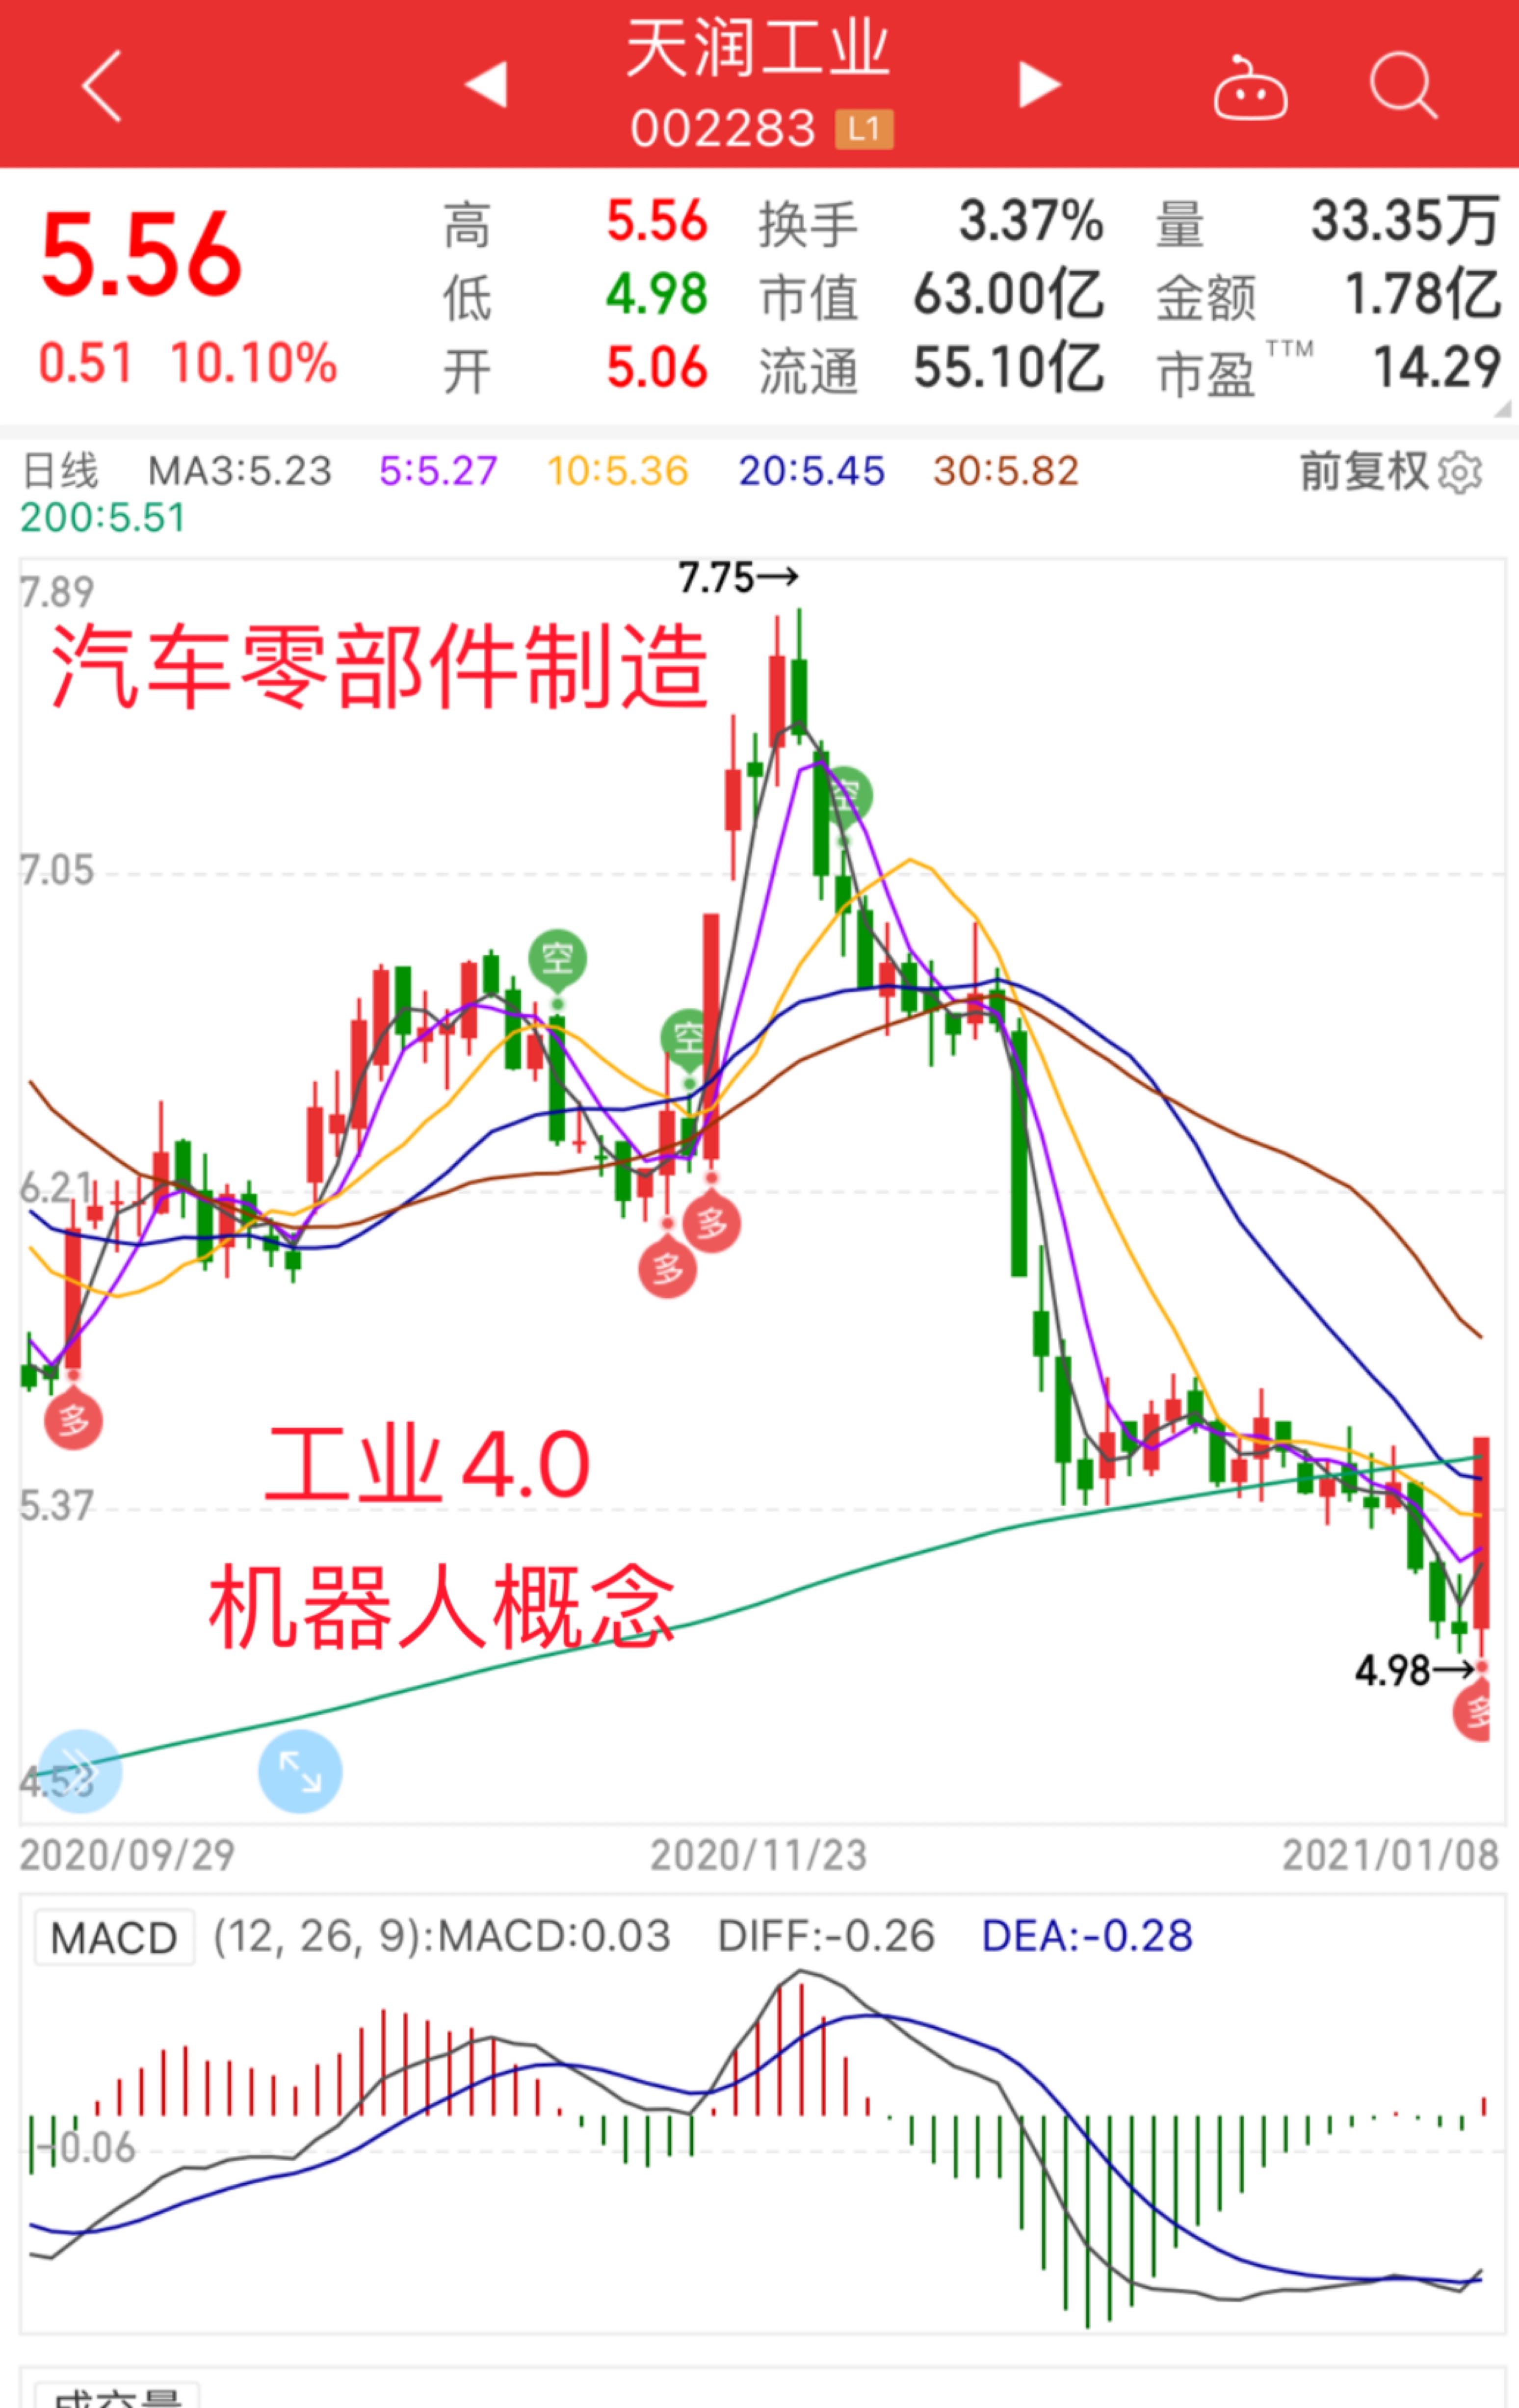 天润工业
002283 L1
5.56 高 5.56 换手 3.37% 量 33.35万
低 4.98 市值 63.00亿 金额 1.78亿
0.51 10.10% 开 5.06 流通 55.10亿 市盈TTM 14.29
日线 MA3:5.23 5:5.27 10:5.36 20:5.45 30:5.82 前复权
200:5.51
7.75→
7.89
汽车零部件制造
空
7.05
空
空
6.21
多
多
多
工业4.0
5.37
机器人概念
4.98→
多
4.53
2020/09/29 2020/11/23 2021/01/08
MACD (12, 26, 9):MACD:0.03 DIFF:-0.26 DEA:-0.28
-0.06
成交量